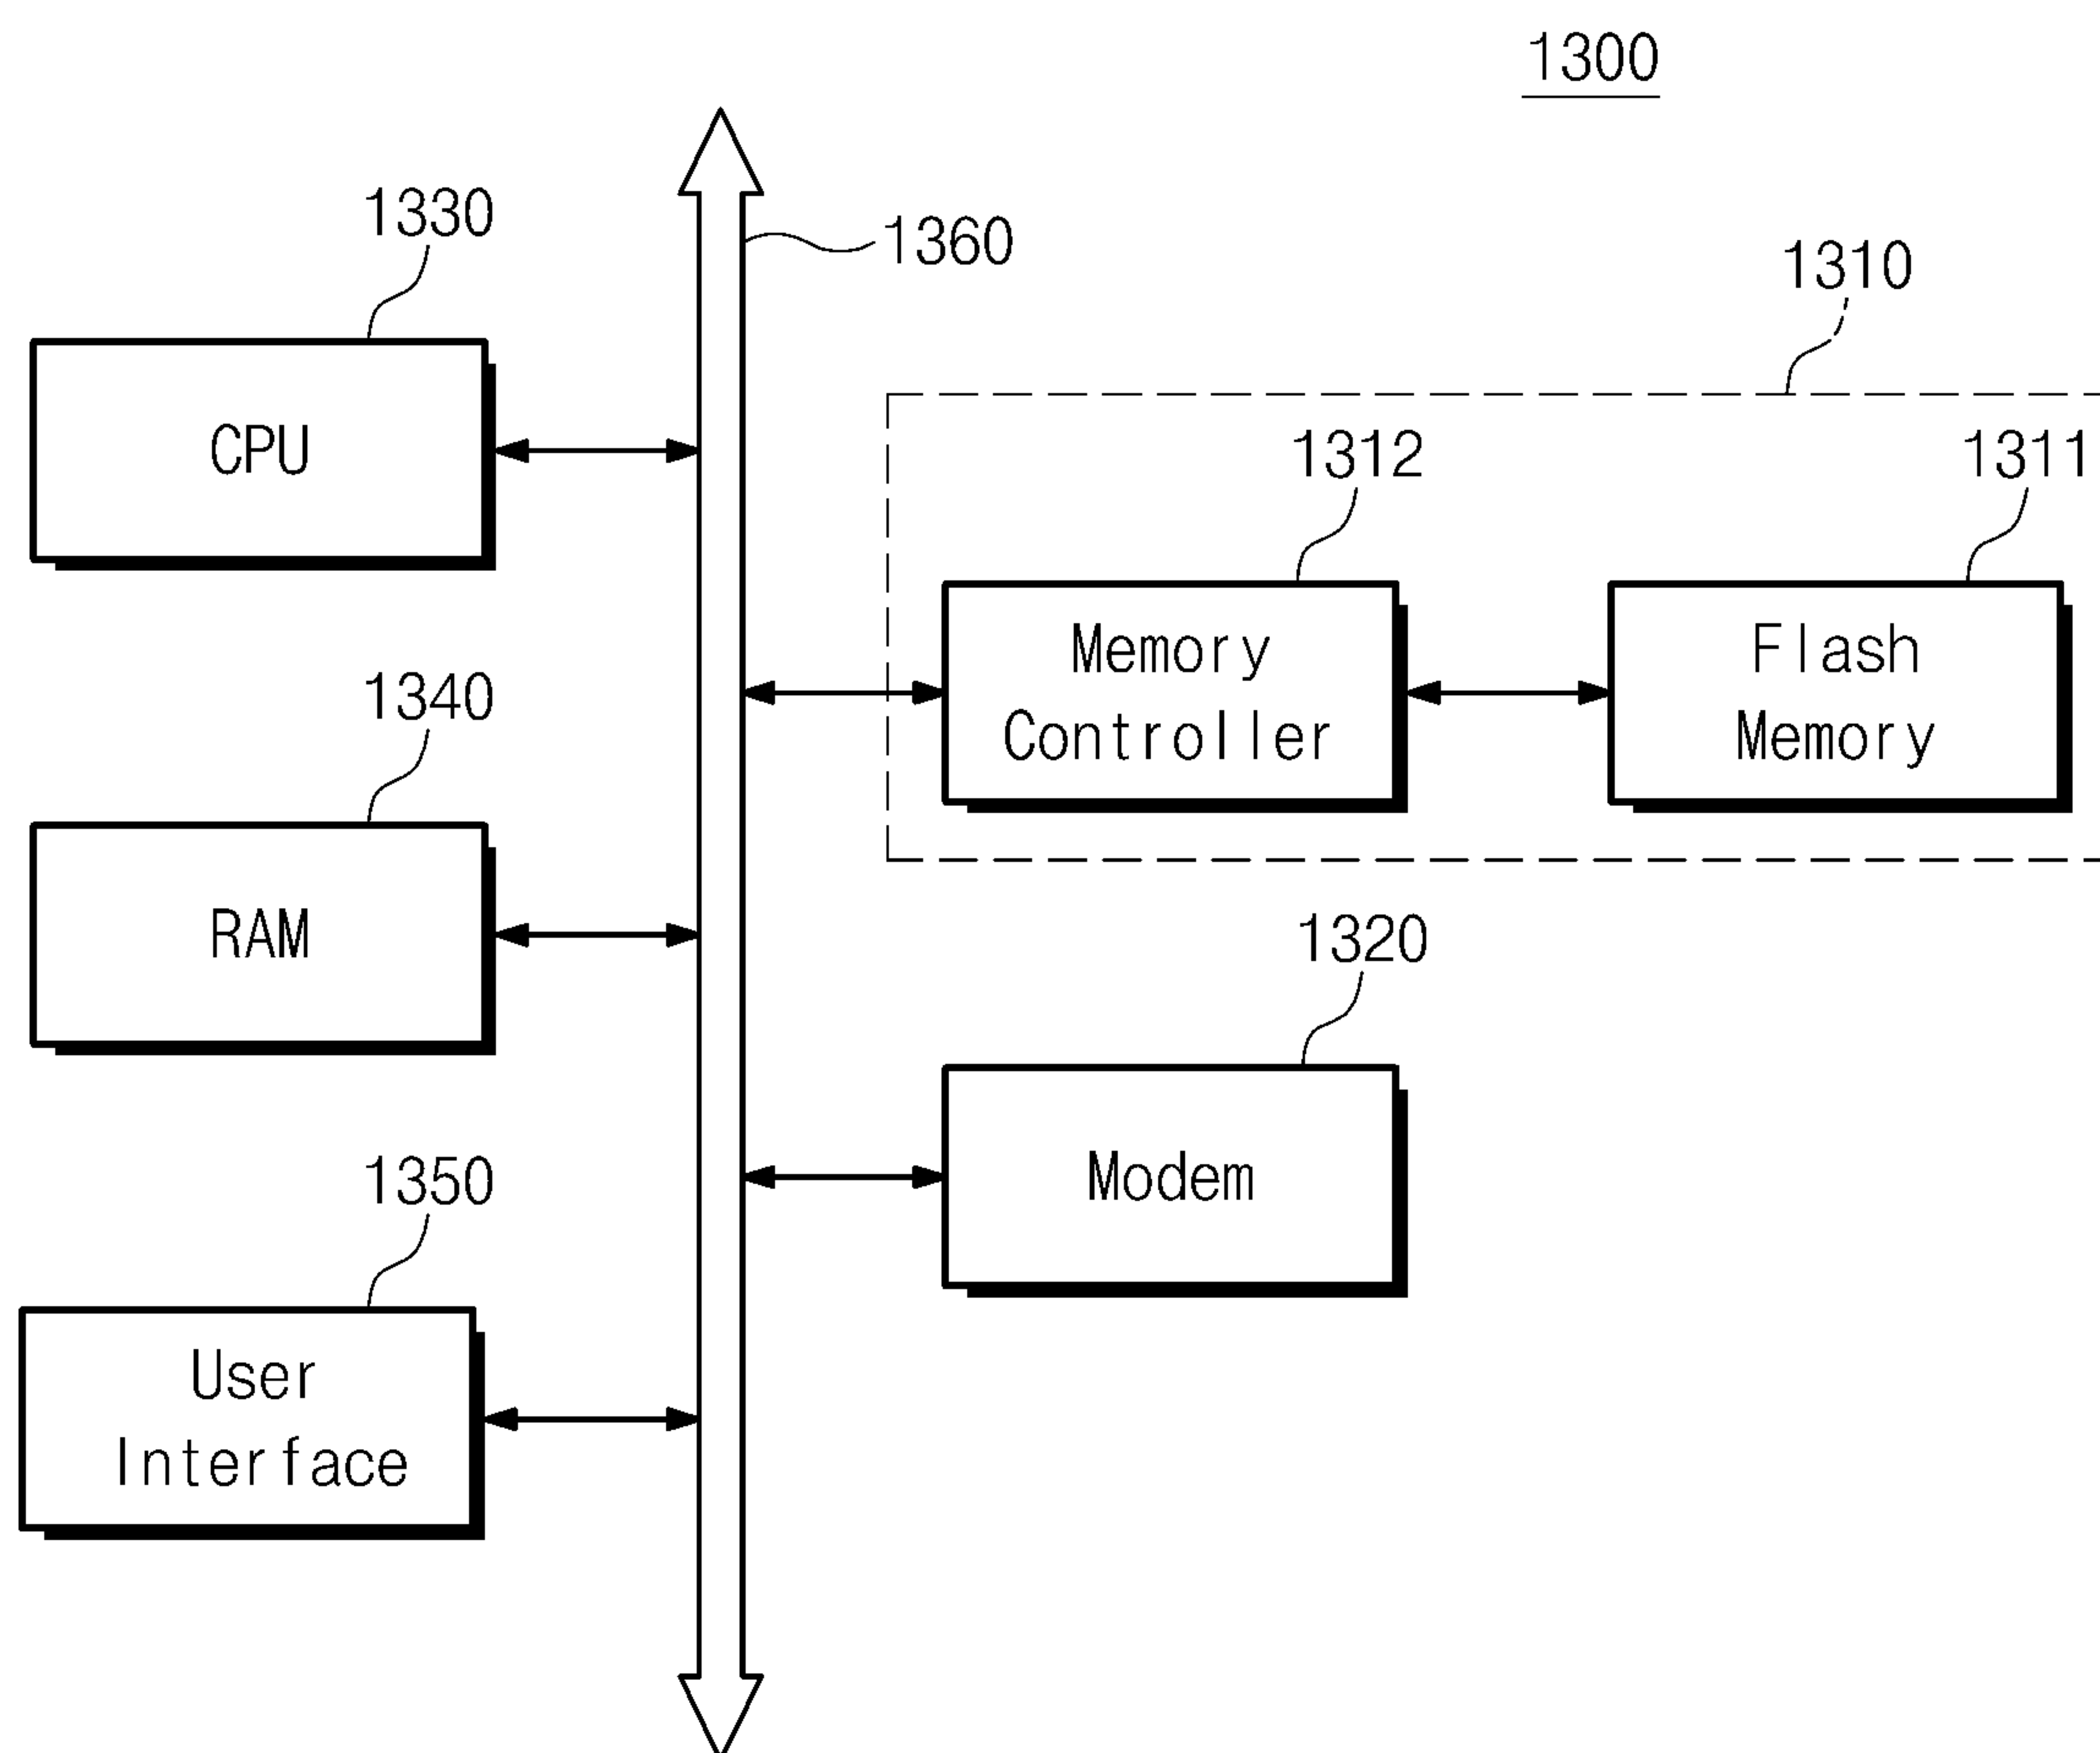 1300
1330
1360
1310
CPU
1312
1311
Memory
Controller
Flash
Memory
1340
RAM
1320
Modem
1350
User
Interface